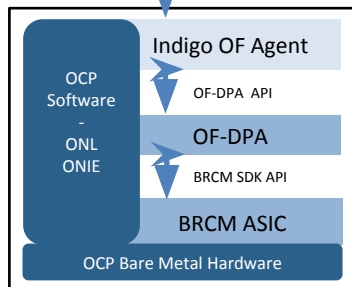 Indigo OF Agent
OCP
Software
-
ONL
ONIE
OF-DPA API
OF-DPA
BRCM SDK API
BRCM ASIC
OCP Bare Metal Hardware